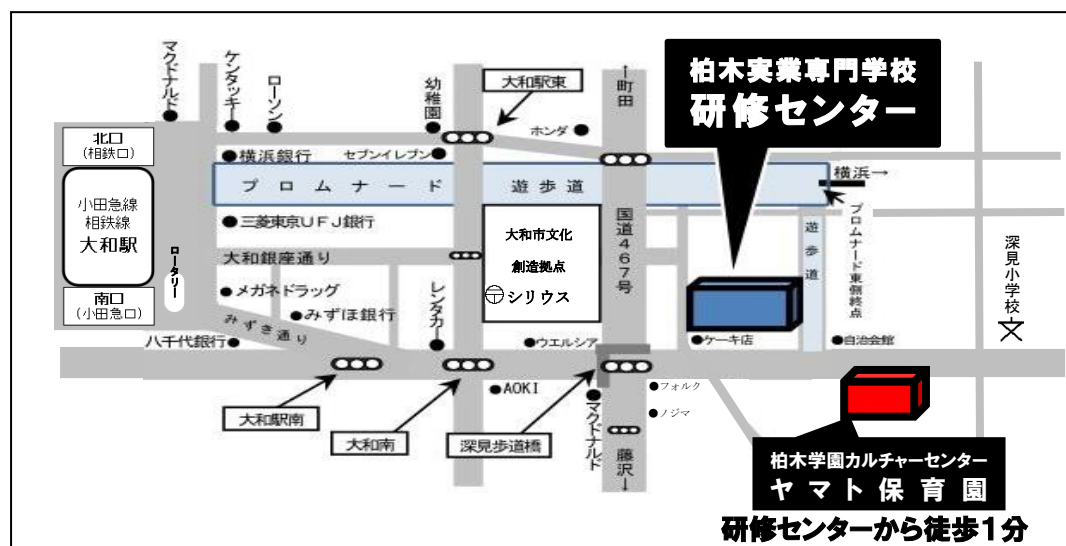 マクドナルド
ケンタッキー
ローソン
幼稚園
大和駅東
←町田
ホンダ
柏木実業専門学校
研修センター
北口
(相鉄口)
横浜銀行
セブンイレブン
横浜→
プロムナード 遊歩道
小田急線
相鉄線
大和駅
三菱東京UFJ銀行
大和市文化
創造拠点
シリウス
国道467号
遊歩道
プロムナード東側終点
深見小学校
文
大和銀座通り
ロータリー
メガネドラッグ
レンタカー
南口
(小田急口)
みずき通り
みずほ銀行
八千代銀行
ウエルシア
ケーキ店
自治会館
AOKI
フォルク
ノジマ
マクドナルド
大和駅南
大和南
深見歩道橋
藤沢→
柏木学園カルチャーセンター
ヤマト保育園
研修センターから徒歩1分